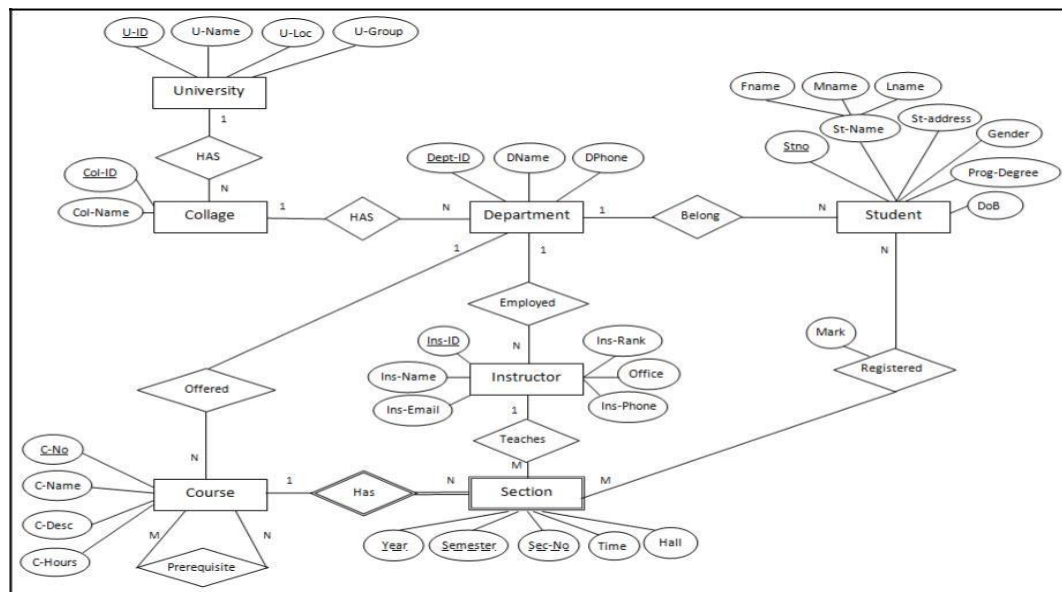 U-ID U-Name U-Loc U-Group
University
1
HAS
N
Col-ID
Col-Name
Collage
1 HAS N
Dept-ID DName DPhone
Department
1 Belong N
Fname Mname Lname
St-Name St-address
Stno Gender
Prog-Degree
DoB
Student
N
1 1
Employed
N
Ins-ID Ins-Rank
Ins-Name Instructor Office
Ins-Email Ins-Phone
1
Teaches
M
Mark
Registered
M
Offered
N
C-No
C-Name
C-Desc
C-Hours
Course
1 Has N
Section
M N
Prerequisite
Year Semester Sec-No Time Hall